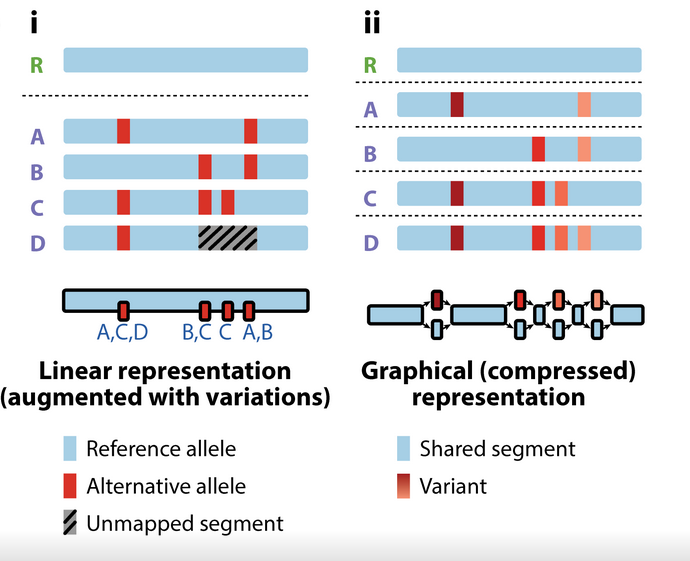 i
R
A
B
C
D
A,C,D B,C C A,B
Linear representation
(augmented with variations)
Reference allele
Alternative allele
Unmapped segment
ii
R
A
B
C
D
Graphical (compressed)
representation
Shared segment
Variant